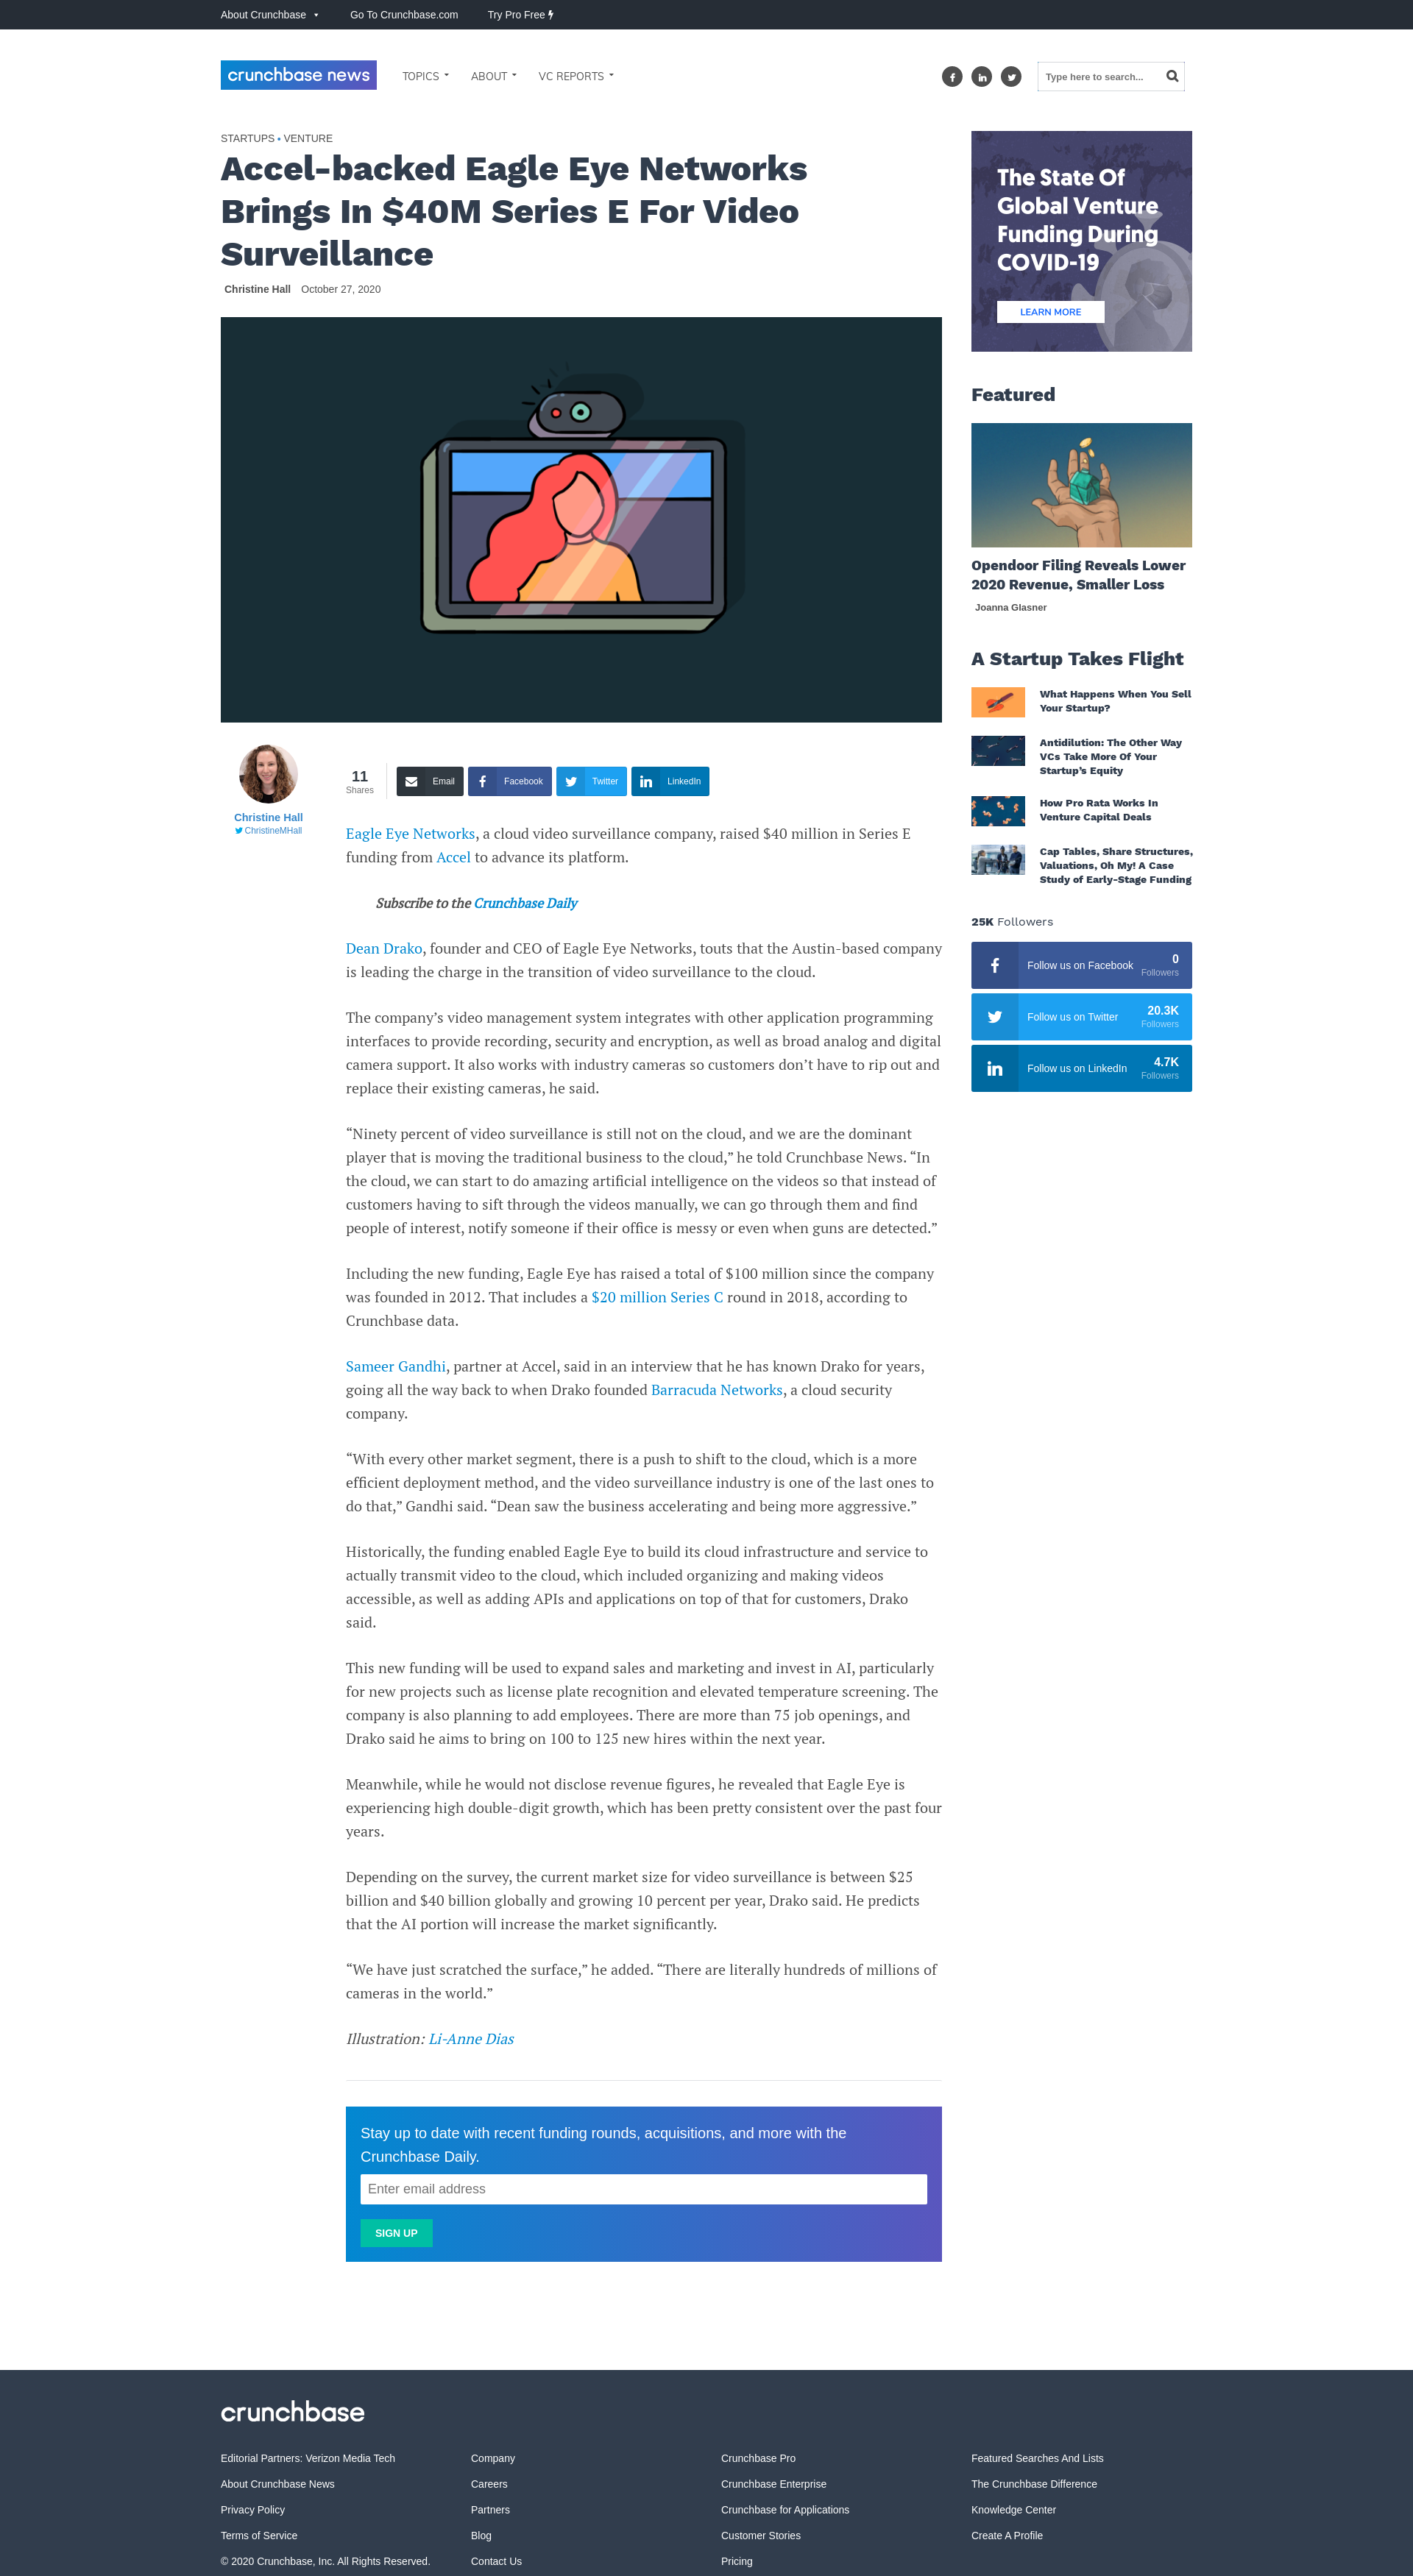 About Crunchbase
Go To Crunchbase.com
Try Pro Free
crunchbase news
TOPICS
ABOUT
VC REPORTS
Type here to search...
STARTUPS • VENTURE
Accel-backed Eagle Eye Networks
Brings In $40M Series E For Video
Surveillance
Christine Hall October 27, 2020
11
Shares
Email
Facebook
Twitter
LinkedIn
Christine Hall
ChristineMHall
Eagle Eye Networks, a cloud video surveillance company, raised $40 million in Series E
funding from Accel to advance its platform.
Subscribe to the Crunchbase Daily
Dean Drako, founder and CEO of Eagle Eye Networks, touts that the Austin-based company
is leading the charge in the transition of video surveillance to the cloud.
The company’s video management system integrates with other application programming
interfaces to provide recording, security and encryption, as well as broad analog and digital
camera support. It also works with industry cameras so customers don’t have to rip out and
replace their existing cameras, he said.
“Ninety percent of video surveillance is still not on the cloud, and we are the dominant
player that is moving the traditional business to the cloud,” he told Crunchbase News. “In
the cloud, we can start to do amazing artificial intelligence on the videos so that instead of
customers having to sift through the videos manually, we can go through them and find
people of interest, notify someone if their office is messy or even when guns are detected.”
Including the new funding, Eagle Eye has raised a total of $100 million since the company
was founded in 2012. That includes a $20 million Series C round in 2018, according to
Crunchbase data.
Sameer Gandhi, partner at Accel, said in an interview that he has known Drako for years,
going all the way back to when Drako founded Barracuda Networks, a cloud security
company.
“With every other market segment, there is a push to shift to the cloud, which is a more
efficient deployment method, and the video surveillance industry is one of the last ones to
do that,” Gandhi said. “Dean saw the business accelerating and being more aggressive.”
Historically, the funding enabled Eagle Eye to build its cloud infrastructure and service to
actually transmit video to the cloud, which included organizing and making videos
accessible, as well as adding APIs and applications on top of that for customers, Drako
said.
This new funding will be used to expand sales and marketing and invest in AI, particularly
for new projects such as license plate recognition and elevated temperature screening. The
company is also planning to add employees. There are more than 75 job openings, and
Drako said he aims to bring on 100 to 125 new hires within the next year.
Meanwhile, while he would not disclose revenue figures, he revealed that Eagle Eye is
experiencing high double-digit growth, which has been pretty consistent over the past four
years.
Depending on the survey, the current market size for video surveillance is between $25
billion and $40 billion globally and growing 10 percent per year, Drako said. He predicts
that the AI portion will increase the market significantly.
“We have just scratched the surface,” he added. “There are literally hundreds of millions of
cameras in the world.”
Illustration: Li-Anne Dias
Stay up to date with recent funding rounds, acquisitions, and more with the
Crunchbase Daily.
Enter email address
SIGN UP
The State Of
Global Venture
Funding During
COVID-19
LEARN MORE
Featured
Opendoor Filing Reveals Lower
2020 Revenue, Smaller Loss
Joanna Glasner
A Startup Takes Flight
What Happens When You Sell
Your Startup?
Antidilution: The Other Way
VCs Take More Of Your
Startup’s Equity
How Pro Rata Works In
Venture Capital Deals
Cap Tables, Share Structures,
Valuations, Oh My! A Case
Study of Early-Stage Funding
25K Followers
Follow us on Facebook
0
Followers
Follow us on Twitter
20.3K
Followers
Follow us on LinkedIn
4.7K
Followers
crunchbase
Editorial Partners: Verizon Media Tech
About Crunchbase News
Privacy Policy
Terms of Service
© 2020 Crunchbase, Inc. All Rights Reserved.
Company
Careers
Partners
Blog
Contact Us
Crunchbase Pro
Crunchbase Enterprise
Crunchbase for Applications
Customer Stories
Pricing
Featured Searches And Lists
The Crunchbase Difference
Knowledge Center
Create A Profile